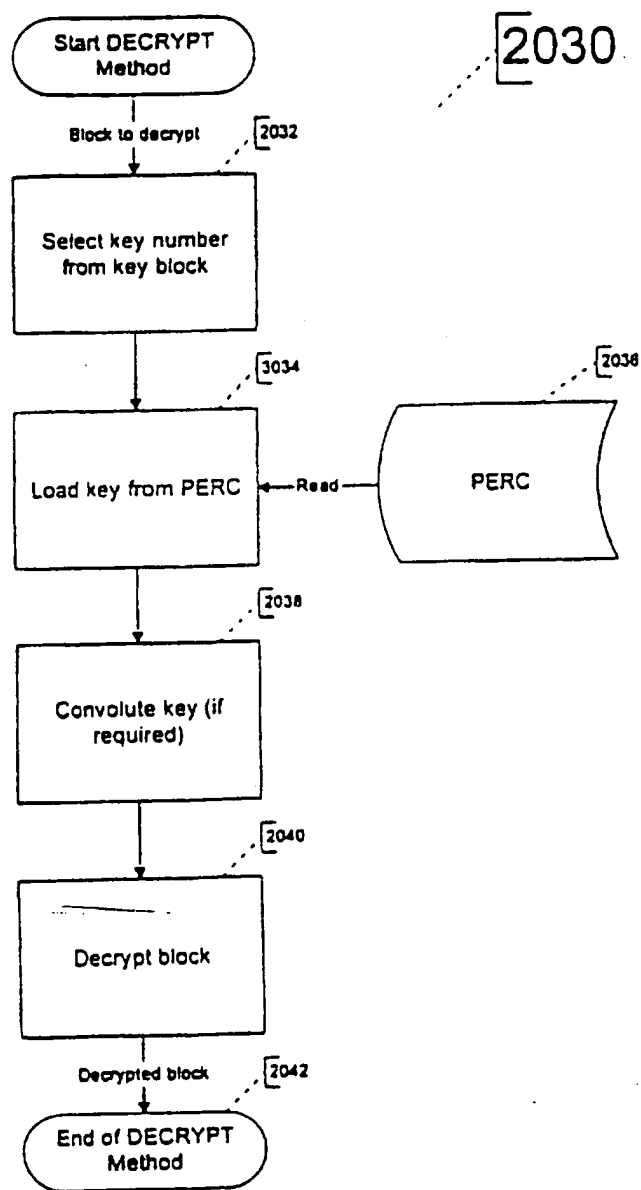 Start DECRYPT
Method
2030
Block to decrypt
2032
Select key number
from key block
3034
2036
Load key from PERC
Read
PERC
2038
Convolute key (if
required)
2040
Decrypt block
Decrypted block
2042
End of DECRYPT
Method